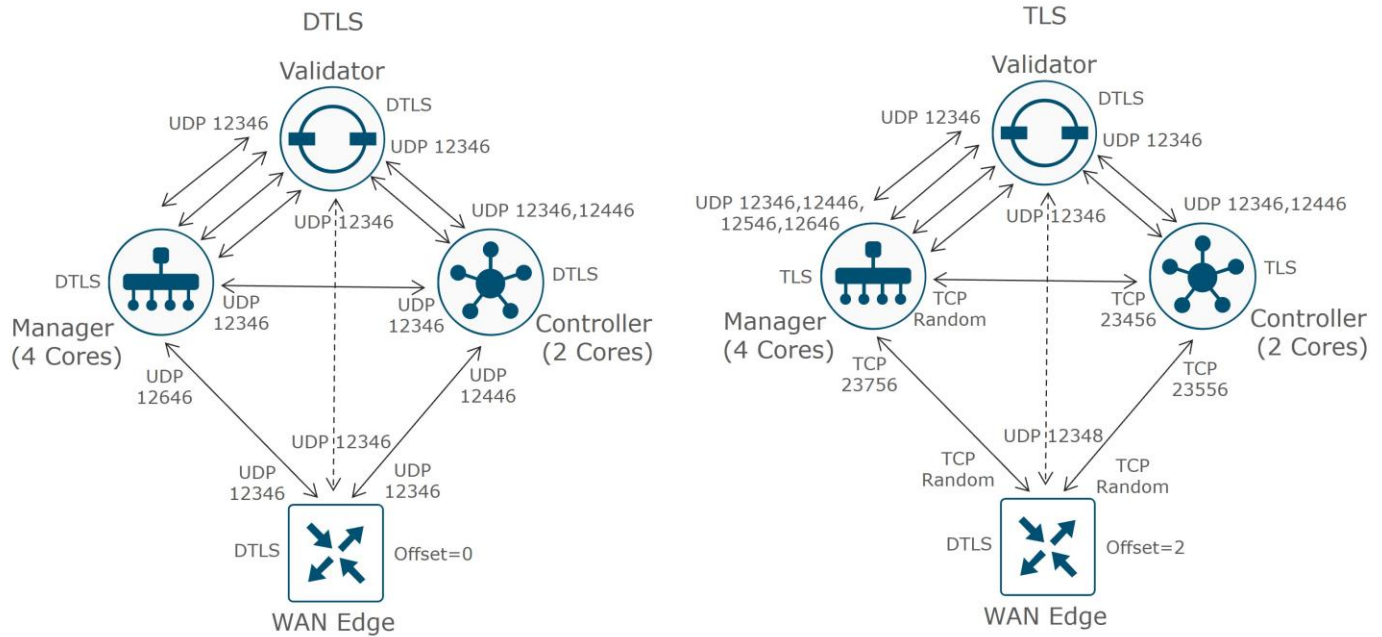 DTLS
Validator
DTLS
UDP 12346
UDP 12346
UDP 12346
UDP 12346,12446
DTLS
DTLS
UDP
12346
UDP
12346
Manager
(4 Cores)
Controller
(2 Cores)
UDP
12646
UDP
12446
UDP 12346
UDP
12346
UDP
12346
DTLS
Offset=0
WAN Edge
TLS
Validator
DTLS
UDP 12346
UDP 12346
UDP 12346,12446,
12546,12646
UDP 12346
UDP 12346,12446
TLS
TLS
TCP
Random
TCP
23456
Manager
(4 Cores)
Controller
(2 Cores)
TCP
23756
TCP
23556
UDP 12348
TCP
Random
TCP
Random
DTLS
Offset=2
WAN Edge